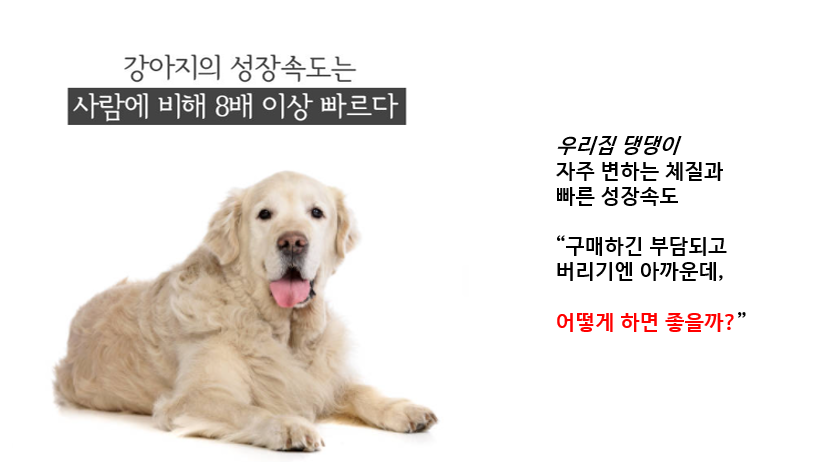 강아지의 성장속도는
사람에 비해 8배 이상 빠르다
우리집 댕댕이
자주 변하는 체질과
빠른 성장속도
“구매하긴 부담되고
버리기엔 아까운데,
어떻게 하면 좋을까?”